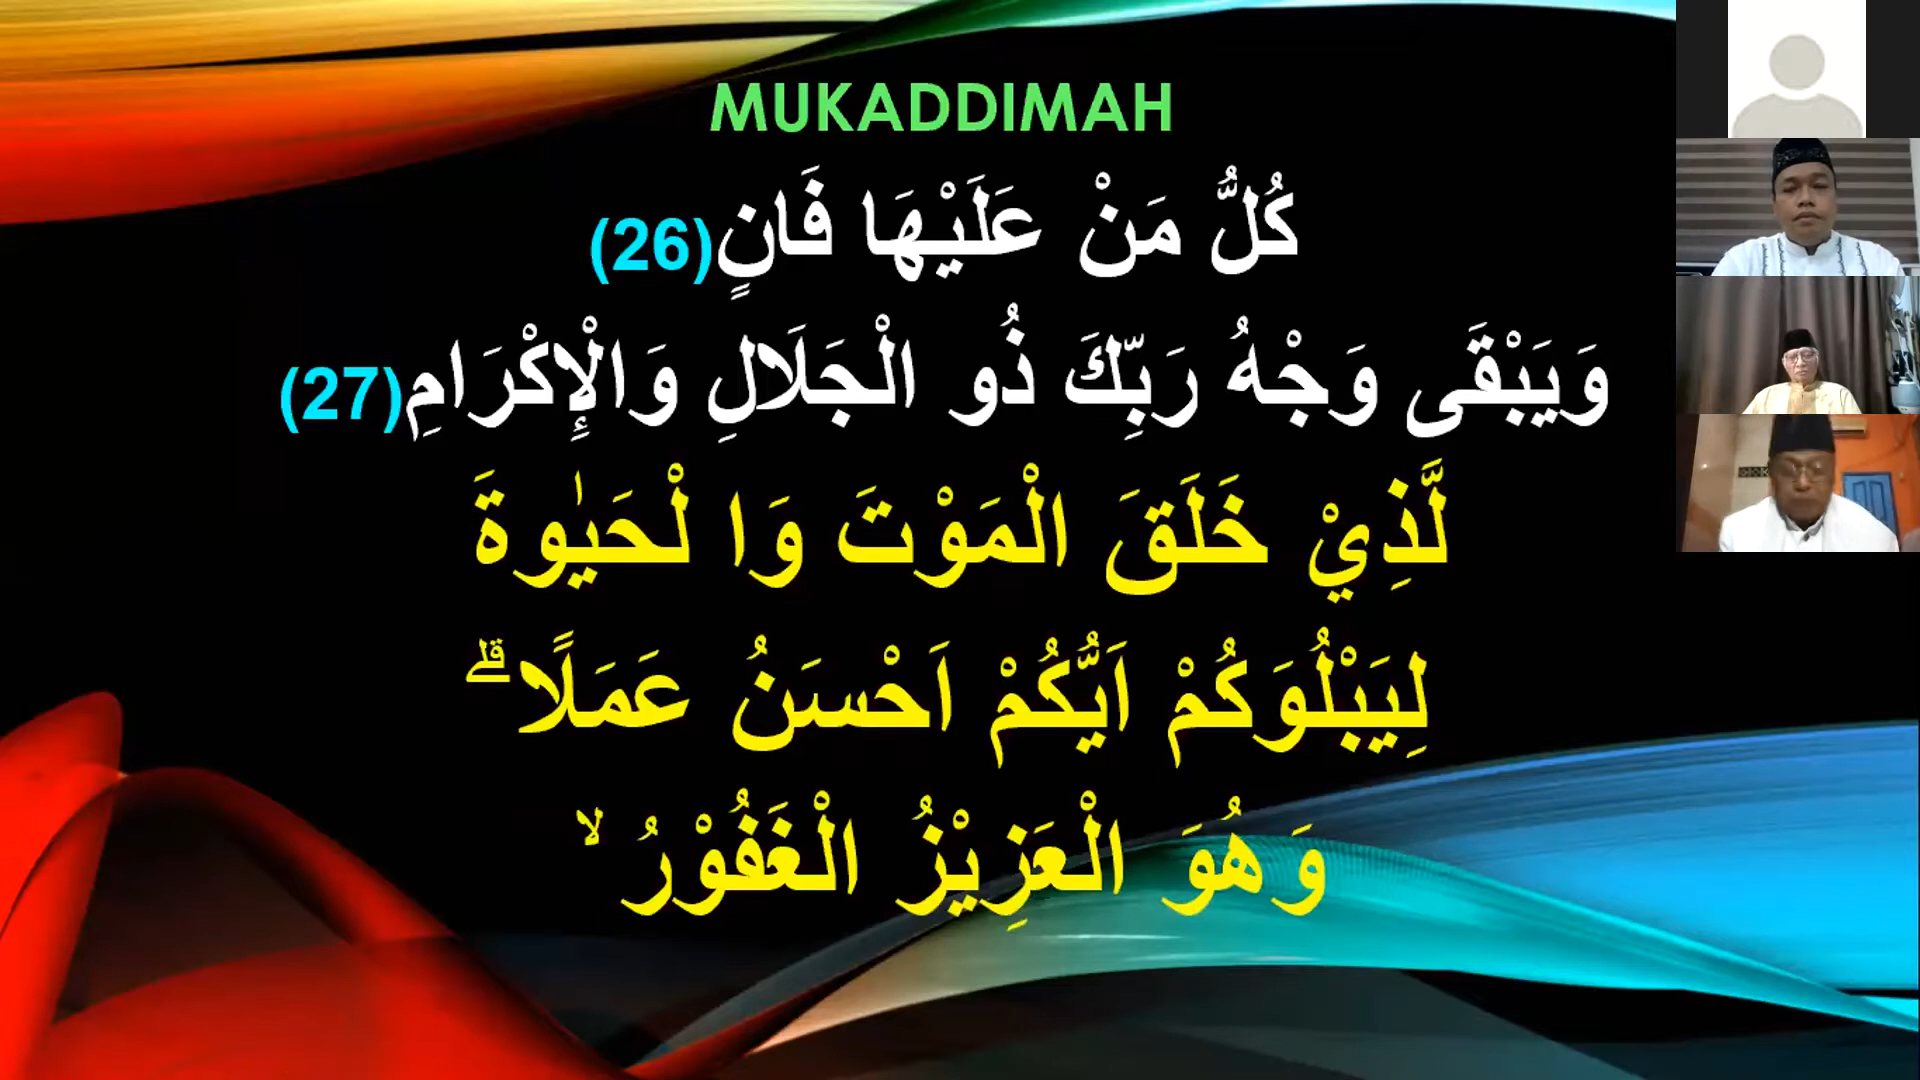 MUKADDIMAH
كُلُّ مَنْ عَلَيْهَا فَانٍ(26)
وَيَبْقَى وَجْهُ رَبِّكَ ذُو الْجَلَالِ وَالْإِكْرَامِ(27)
لَّذِيْ خَلَقَ الْمَوْتَ وَا لْحَيٰوةَ
لِيَبْلُوَكُمْ اَيُّكُمْ اَحْسَنُ عَمَلًا ۗ
وَهُوَ الْعَزِيْزُ الْغَفُوْرُ ۙ